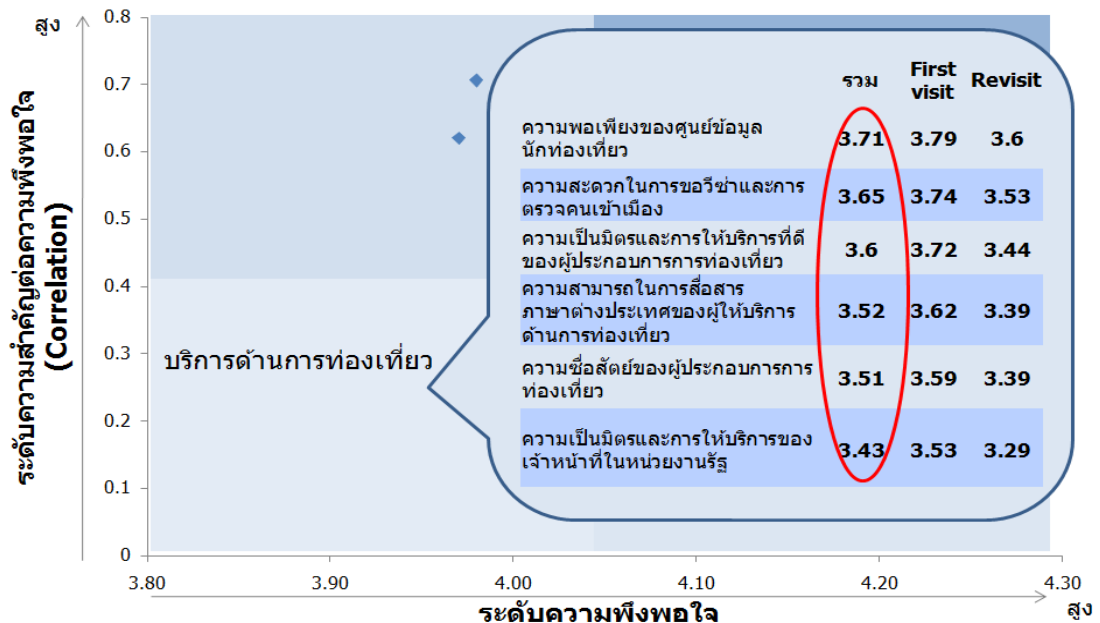 สูง
0.8
0.7
0.6
0.5
0.4
0.3
0.2
0.1
0
ระดับความสำคัญต่อความพึงพอใจ
(Correlation)
บริการด้านการท่องเที่ยว
รวม First visit Revisit
ความพอเพียงของศูนย์ข้อมูล
นักท่องเที่ยว
3.71 3.79 3.6
ความสะดวกในการขอวีซ่าและการ
ตรวจคนเข้าเมือง
3.65 3.74 3.53
ความเป็นมิตรและการให้บริการที่ดี
ของผู้ประกอบการการท่องเที่ยว
3.6 3.72 3.44
ความสามารถในการสื่อสาร
ภาษาต่างประเทศของผู้ให้บริการ
ด้านการท่องเที่ยว
3.52 3.62 3.39
ความซื่อสัตย์ของผู้ประกอบการการ
ท่องเที่ยว
3.51 3.59 3.39
ความเป็นมิตรและการให้บริการของ
เจ้าหน้าที่ในหน่วยงานรัฐ
3.43 3.53 3.29
3.80 3.90 4.00 4.10 4.20 4.30
ระดับความพึงพอใจ
สูง